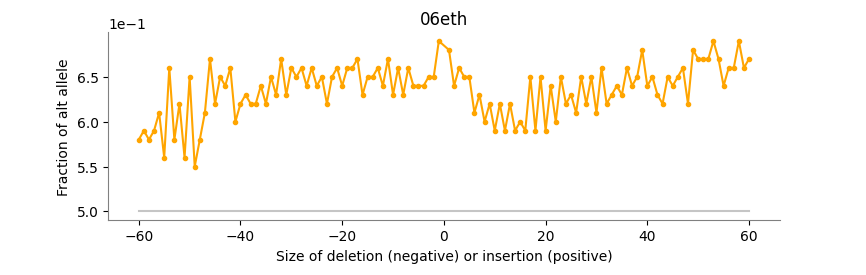 06eth
1e−1
6.5
6.0
5.5
5.0
−60 −40 −20 0 20 40 60
Fraction of alt allele
Size of deletion (negative) or insertion (positive)